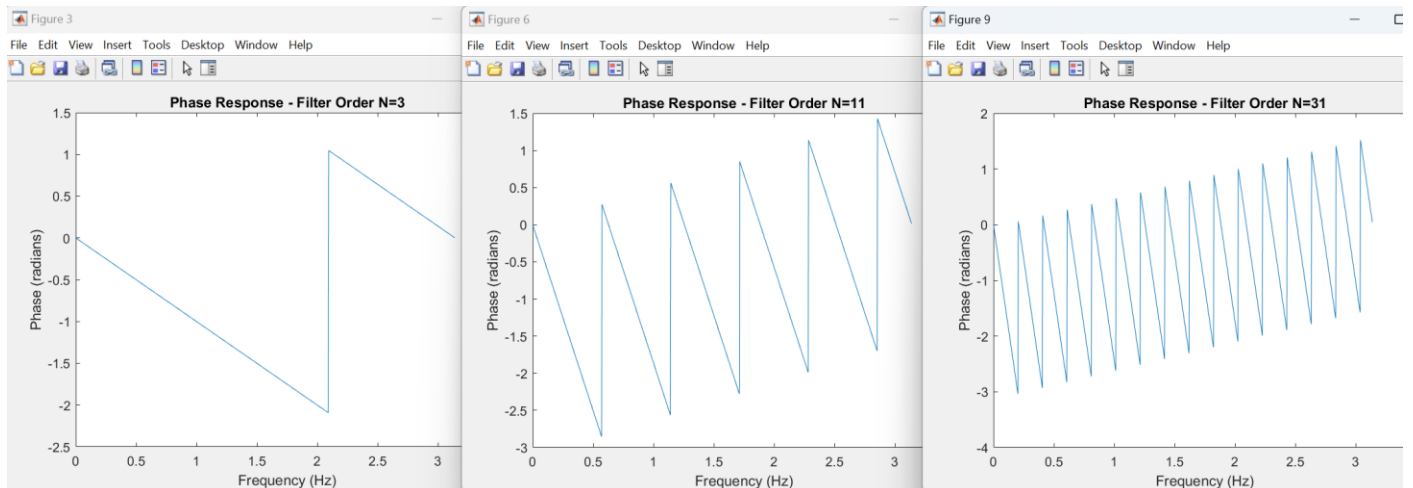 Figure 3
File Edit View Insert Tools Desktop Window Help
Phase Response - Filter Order N=3
1.5
1
0.5
0
-0.5
-1
-1.5
-2
-2.5
Phase (radians)
0 0.5 1 1.5 2 2.5 3
Frequency (Hz)
Figure 6
File Edit View Insert Tools Desktop Window Help
Phase Response - Filter Order N=11
1.5
1
0.5
0
-0.5
-1
-1.5
-2
-2.5
-3
Phase (radians)
0 0.5 1 1.5 2 2.5 3
Frequency (Hz)
Figure 9
File Edit View Insert Tools Desktop Window Help
Phase Response - Filter Order N=31
2
1
0
-1
-2
-3
-4
Phase (radians)
0 0.5 1 1.5 2 2.5 3
Frequency (Hz)